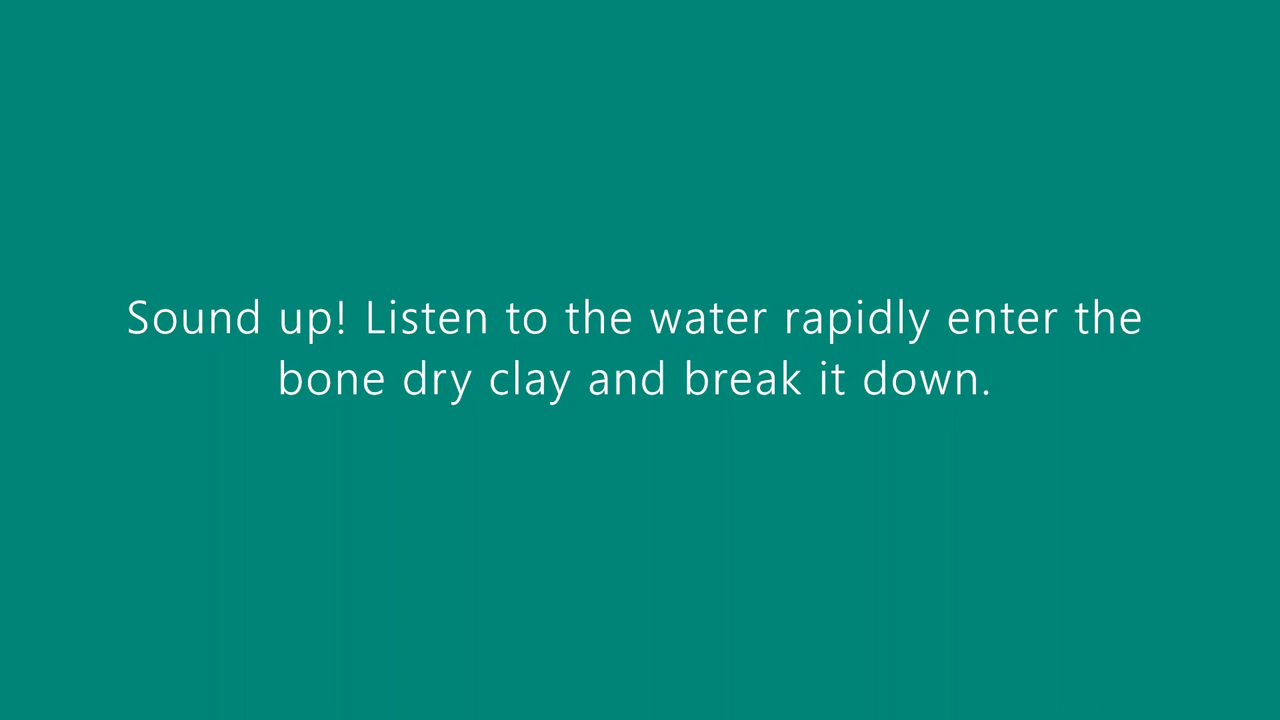 Sound up! Listen to the water rapidly enter the
bone dry clay and break it down.